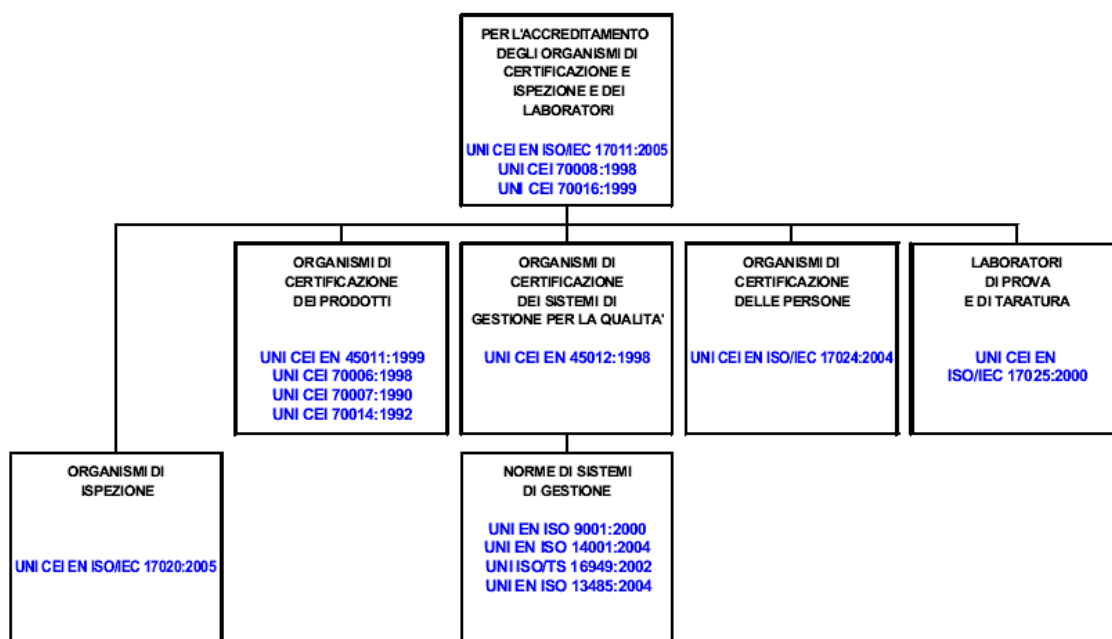 PER L'ACCREDITAMENTO
DEGLI ORGANISMI DI
CERTIFICAZIONE E
ISPEZIONE E DEI
LABORATORI
UNI CEI EN ISO/IEC 17011:2005
UNI CEI 70008:1998
UNI CEI 70016:1999
ORGANISMI DI
CERTIFICAZIONE
DEI PRODOTTI
UNI CEI EN 45011:1999
UNI CEI 70006:1998
UNI CEI 70007:1990
UNI CEI 70014:1992
ORGANISMI DI
CERTIFICAZIONE
DEI SISTEMI DI
GESTIONE PER LA QUALITA'
UNI CEI EN 45012:1998
ORGANISMI DI
CERTIFICAZIONE
DELLE PERSONE
UNI CEI EN ISO/IEC 17024:2004
LABORATORI
DI PROVA
E DI TARATURA
UNI CEI EN
ISO/IEC 17025:2000
ORGANISMI DI
ISPEZIONE
UNI CEI EN ISO/IEC 17020:2005
NORME DI SISTEMI
DI GESTIONE
UNI EN ISO 9001:2000
UNI EN ISO 14001:2004
UNI ISO/TS 16949:2002
UNI EN ISO 13485:2004